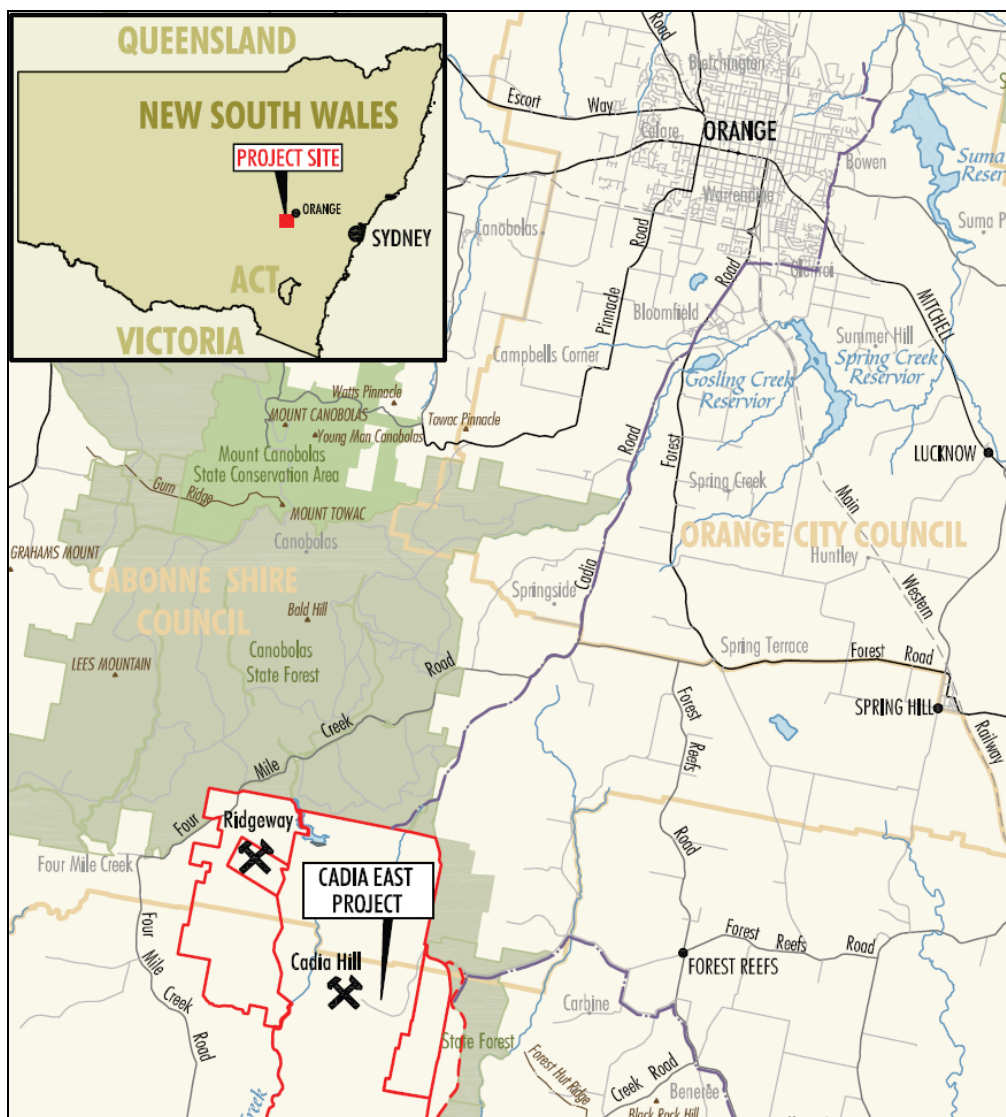 QUEENSLAND
NEW SOUTH WALES
PROJECT SITE
ORANGE
SYDNEY
ACT
VICTORIA
Road
Bletchington
Escort Way
Calare
ORANGE
Bowen
Suma
Reser
Suma P
Warrendine
Canobolas
Road
Pinnacle
Road
Glenroi
MITCHELL
Bloomfield
Campbells Corner
Summer Hill
Spring Creek
Reservior
Gosling Creek
Reservior
LUCKNOW
Watts Pinnacle
MOUNT CANOBOLAS
Young Man Canobolas
Towac Pinnacle
Mount Canobolas
State Conservation Area
Gum Ridge
MOUNT TOWAC
Canobolas
Road
Forest
Spring Creek
Main
ORANGE CITY COUNCIL
Huntley
GRAHAMS MOUNT
CABONNE SHIRE
COUNCIL
Springside
Cadia
Western
Bald Hill
Canobolas
State Forest
LEES MOUNTAIN
Spring Terrace
Forest Road
SPRING HILL
Railway
Four Mile Creek Road
Forest Reefs Road
Ridgeway
Four Mile Creek
CADIA EAST
PROJECT
Cadia Hill
Four Mile Creek Road
Forest Reefs Road
FOREST REEFS
Carbine
State Forest
Forest Hut Ridge
Creek Road
Beneree
Black Rock Hill
Creek